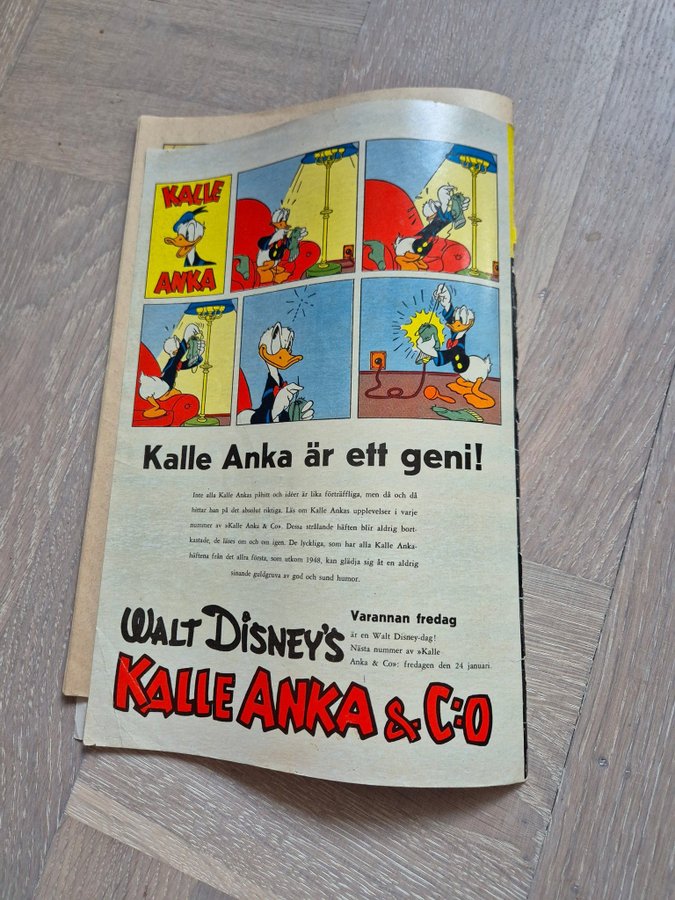 KALLE
ANKA
Kalle Anka är ett geni!
Inte alla Kalle Ankas påhitt och idéer är lika förträffliga, men då och då
hittar han på det absolut riktiga. Läs om Kalle Ankas upplevelser i varje
nummer av »Kalle Anka & Co». Dessa strålande häften blir aldrig bort-
kastade, de läses om och om igen. De lyckliga, som har alla Kalle Anka-
häftena från det allra första, som utkom 1948, kan glädja sig åt en aldrig
sinande guldgruva av god och sund humor.
WALT DISNEY'S
KALLE ANKA & C:O
Varannan fredag
är en Walt Disney-dag!
Nästa nummer av »Kalle
Anka & Co»: fredagen den 24 januari.